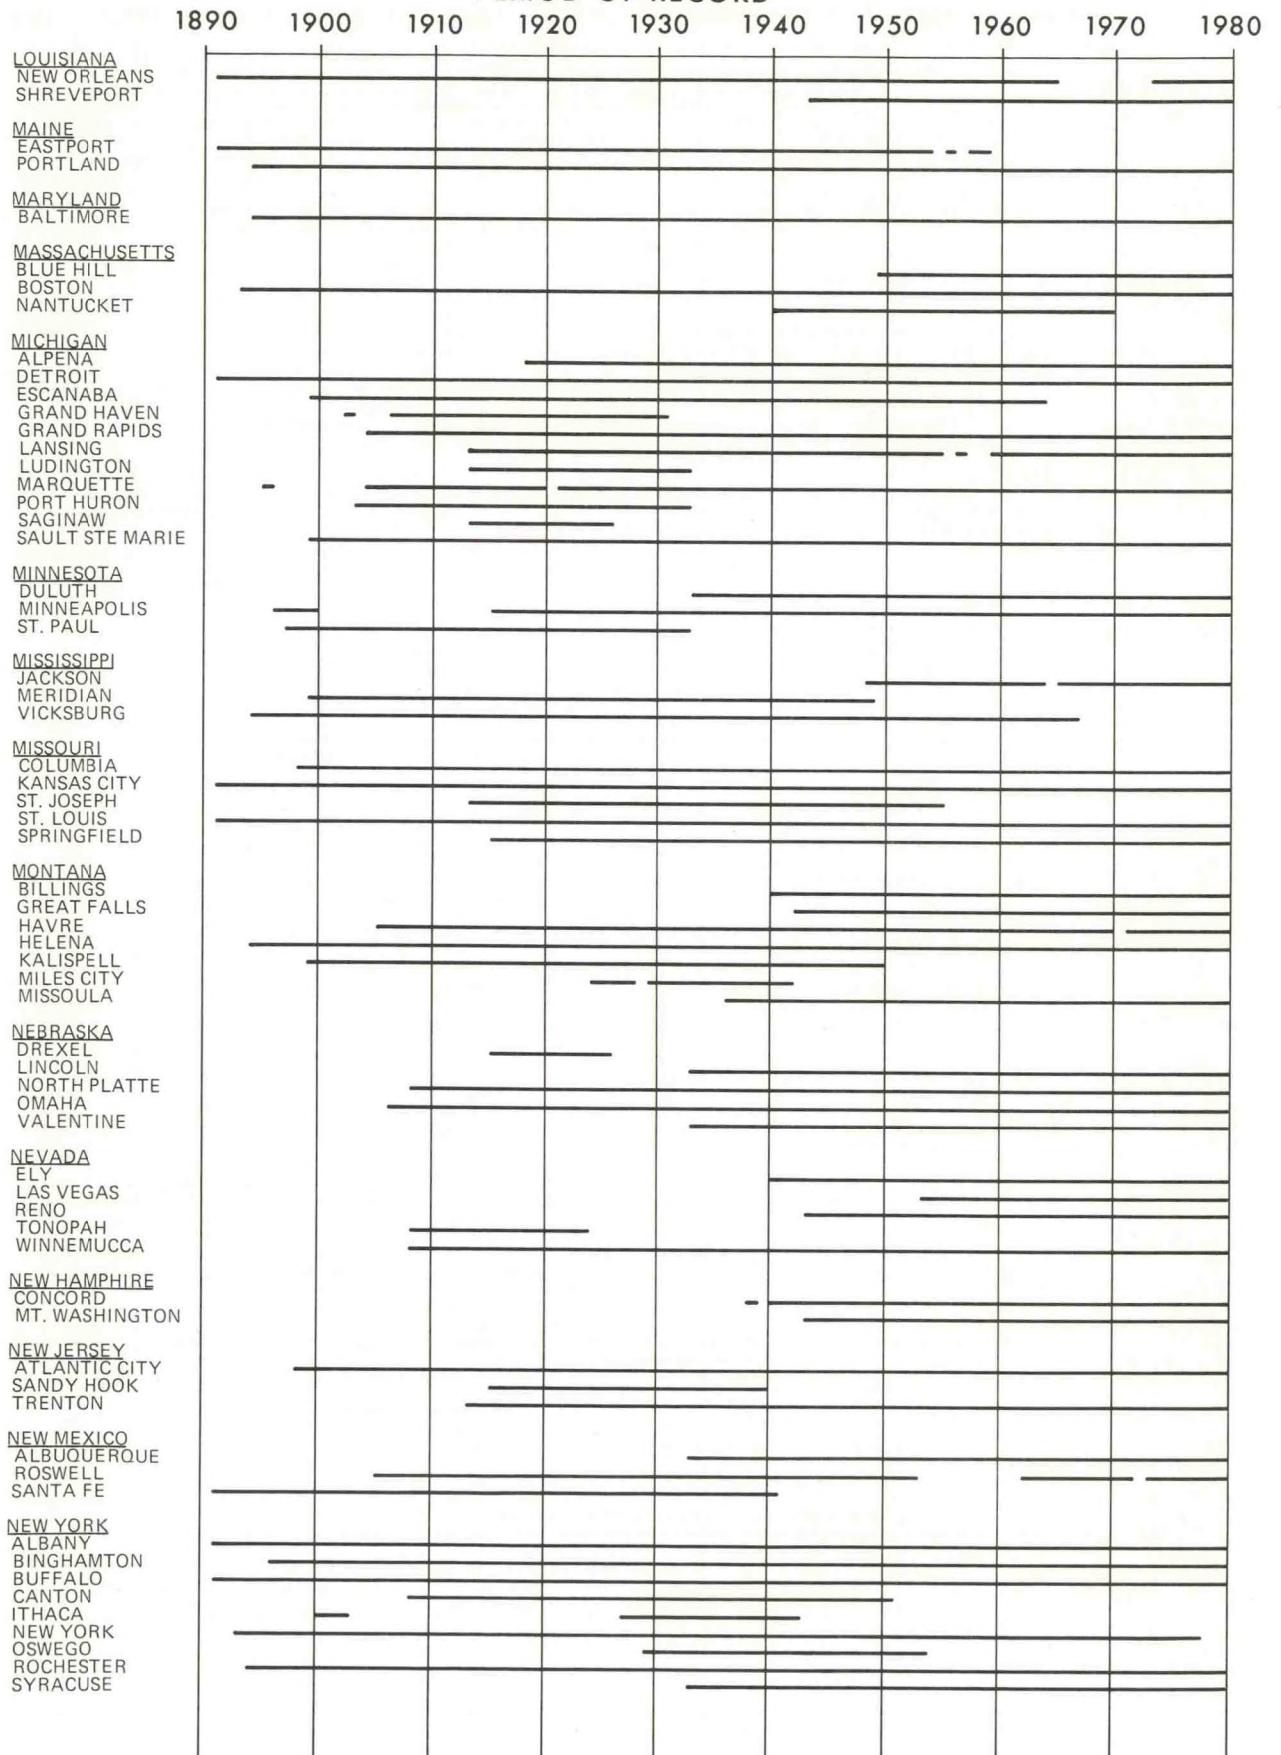 PERIOD OF RECORD
1890 1900 1910 1920 1930 1940 1950 1960 1970 1980
LOUISIANA
NEW ORLEANS
SHREVEPORT
MAINE
EASTPORT
PORTLAND
MARYLAND
BALTIMORE
MASSACHUSETTS
BLUE HILL
BOSTON
NANTUCKET
MICHIGAN
ALPENA
DETROIT
ESCANABA
GRAND HAVEN
GRAND RAPIDS
LANSING
LUDINGTON
MARQUETTE
PORT HURON
SAGINAW
SAULT STE MARIE
MINNESOTA
DULUTH
MINNEAPOLIS
ST. PAUL
MISSISSIPPI
JACKSON
MERIDIAN
VICKSBURG
MISSOURI
COLUMBIA
KANSAS CITY
ST. JOSEPH
ST. LOUIS
SPRINGFIELD
MONTANA
BILLINGS
GREAT FALLS
HAVRE
HELENA
KALISPELL
MILES CITY
MISSOULA
NEBRASKA
DREXEL
LINCOLN
NORTH PLATTE
OMAHA
VALENTINE
NEVADA
ELY
LAS VEGAS
RENO
TONOPAH
WINNEMUCCA
NEW HAMPHIRE
CONCORD
MT. WASHINGTON
NEW JERSEY
ATLANTIC CITY
SANDY HOOK
TRENTON
NEW MEXICO
ALBUQUERQUE
ROSWELL
SANTA FE
NEW YORK
ALBANY
BINGHAMTON
BUFFALO
CANTON
ITHACA
NEW YORK
OSWEGO
ROCHESTER
SYRACUSE